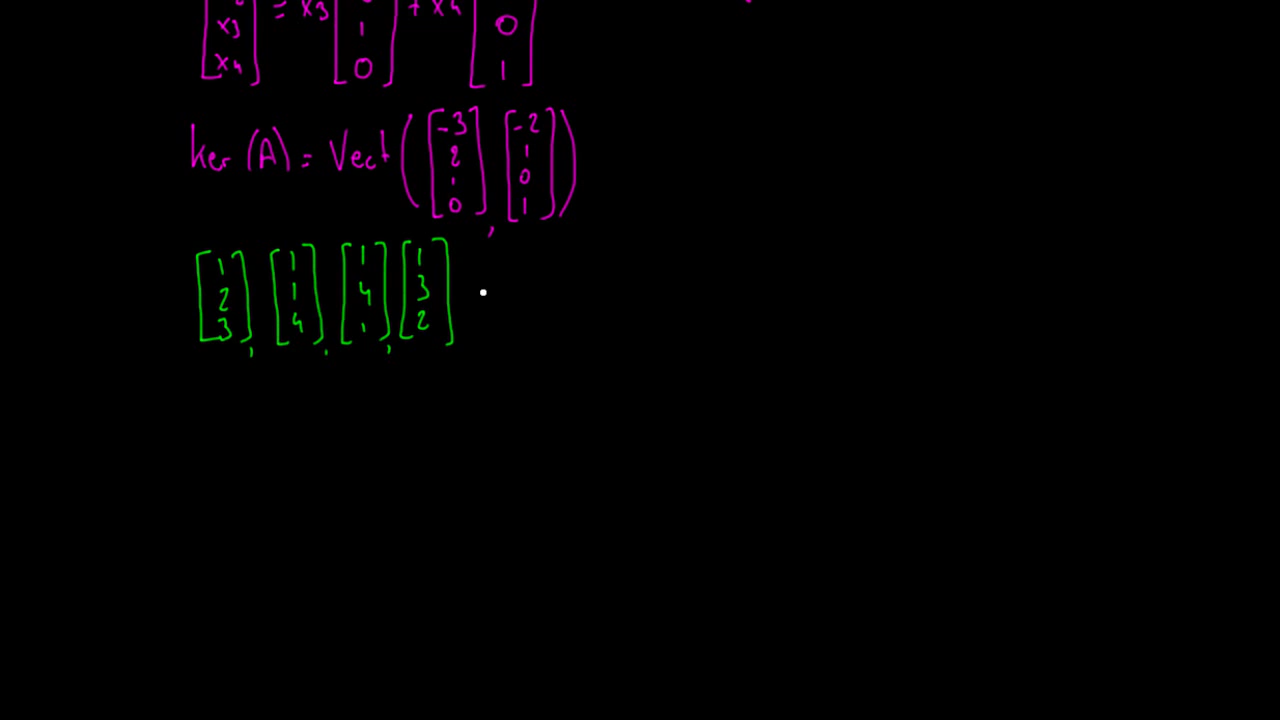 [x3 x4] = x3 [1 0] + x4 [0 1]
ker(A) = Vect([-3 2 1 0], [-2 1 0 1])
[1 2 3], [1 1 4], [1 4 1], [1 3 2]